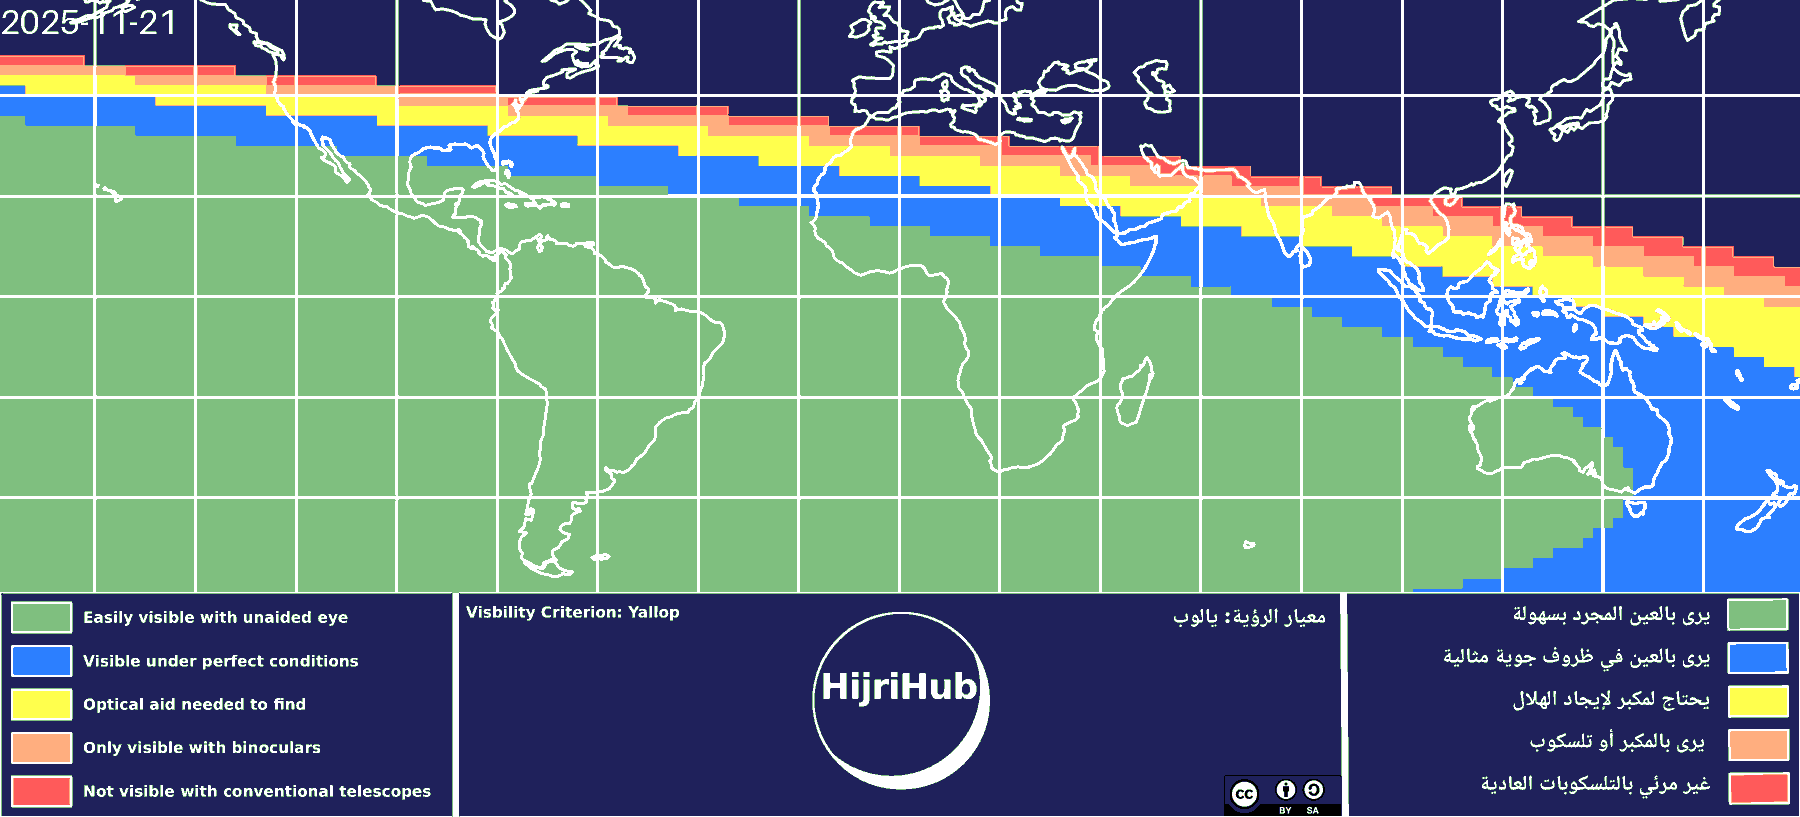 2025-11-21
Easily visible with unaided eye
Visible under perfect conditions
Optical aid needed to find
Only visible with binoculars
Not visible with conventional telescopes
Visbility Criterion: Yallop
معيار الرؤية: يالوب
HijriHub
cc
BY SA
يرى بالعين المجرد بسهولة
يرى بالعين في ظروف جوية مثالية
يحتاج لمكبر لإيجاد الهلال
يرى بالمكبر أو تلسكوب
غير مرئي بالتلسكوبات العادية